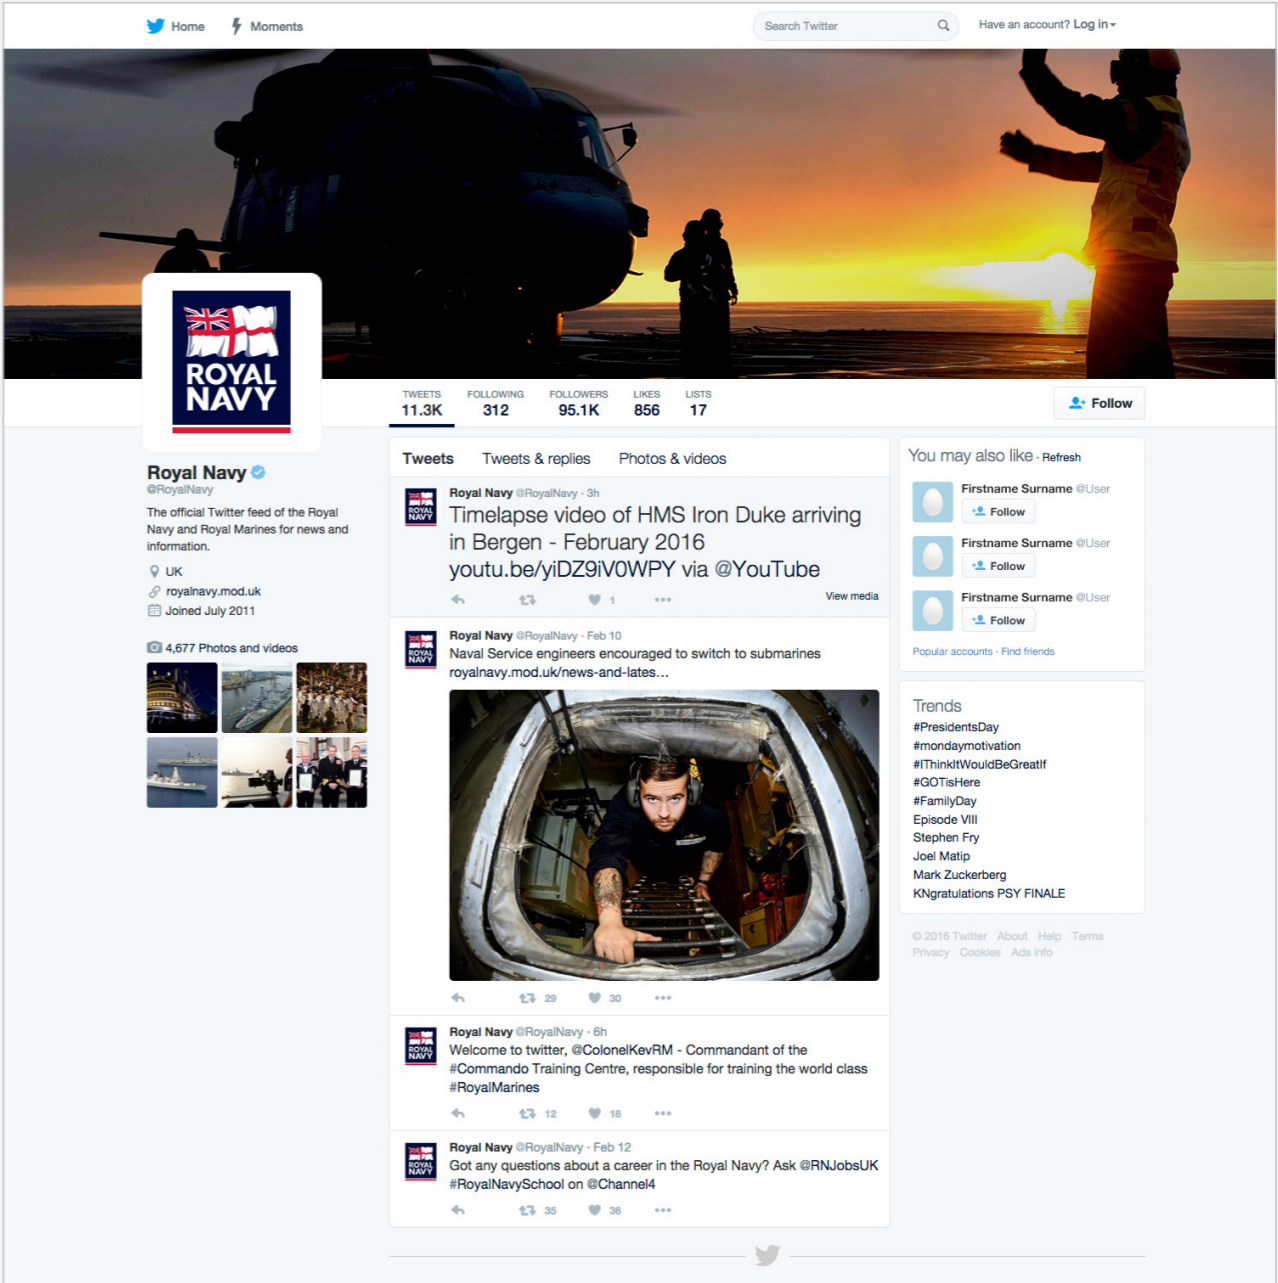 Home
Moments
Search Twitter
Have an account? Log in
ROYAL
NAVY
TWEETS
11.3K
FOLLOWING
312
FOLLOWERS
95.1K
LIKES
856
LISTS
17
Follow
Royal Navy
@RoyalNavy
The official Twitter feed of the Royal
Navy and Royal Marines for news and
information.
UK
royalnavy.mod.uk
Joined July 2011
4,677 Photos and videos
Tweets
Tweets & replies
Photos & videos
ROYAL
NAVY
Royal Navy @RoyalNavy · 3h
Timelapse video of HMS Iron Duke arriving
in Bergen - February 2016
youtu.be/yiDZ9iV0WPY via @YouTube
1
View media
ROYAL
NAVY
Royal Navy @RoyalNavy · Feb 10
Naval Service engineers encouraged to switch to submarines
royalnavy.mod.uk/news-and-lates…
29
30
ROYAL
NAVY
Royal Navy @RoyalNavy · 6h
Welcome to twitter, @ColonelKevRM - Commandant of the
#Commando Training Centre, responsible for training the world class
#RoyalMarines
12
18
ROYAL
NAVY
Royal Navy @RoyalNavy · Feb 12
Got any questions about a career in the Royal Navy? Ask @RNJobsUK
#RoyalNavySchool on @Channel4
35
36
You may also like · Refresh
Firstname Surname @User
Follow
Firstname Surname @User
Follow
Firstname Surname @User
Follow
Popular accounts · Find friends
Trends
#PresidentsDay
#mondaymotivation
#IThinkItWouldBeGreatIf
#GOTisHere
#FamilyDay
Episode VIII
Stephen Fry
Joel Matip
Mark Zuckerberg
KNgratulations PSY FINALE
© 2016 Twitter About Help Terms
Privacy Cookies Ads info